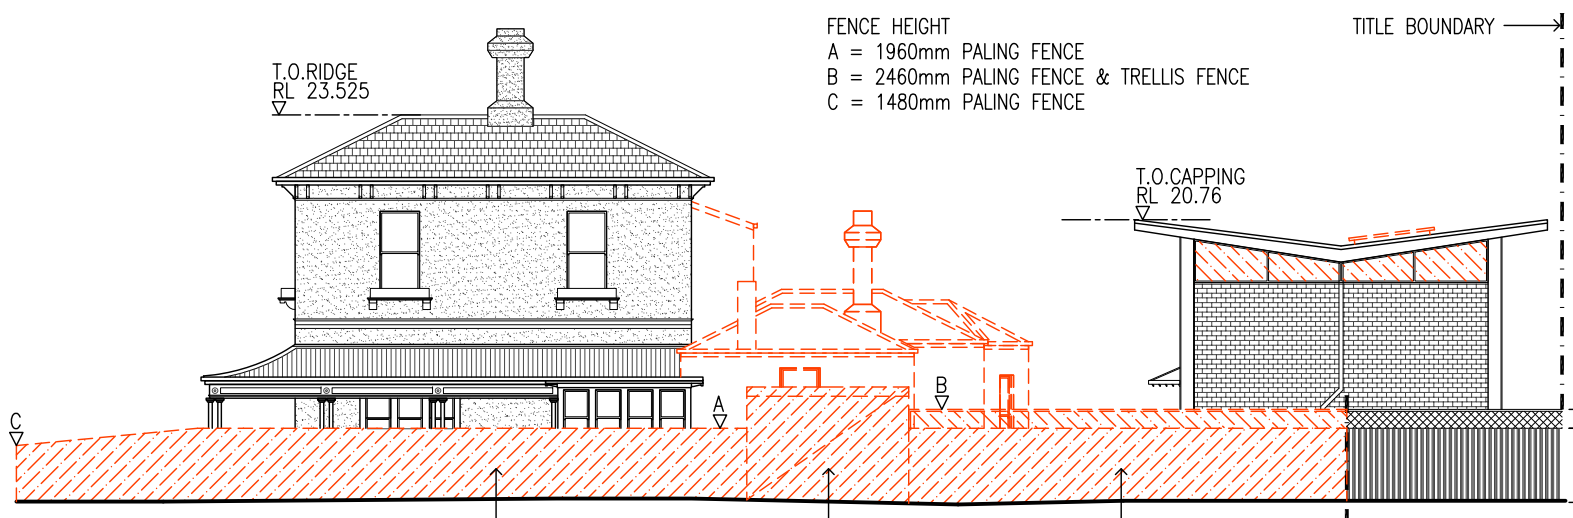 FENCE HEIGHT
A = 1960mm PALING FENCE
B = 2460mm PALING FENCE & TRELLIS FENCE
C = 1480mm PALING FENCE
TITLE BOUNDARY
T.O.RIDGE
RL 23.525
T.O.CAPPING
RL 20.76
B
A
C